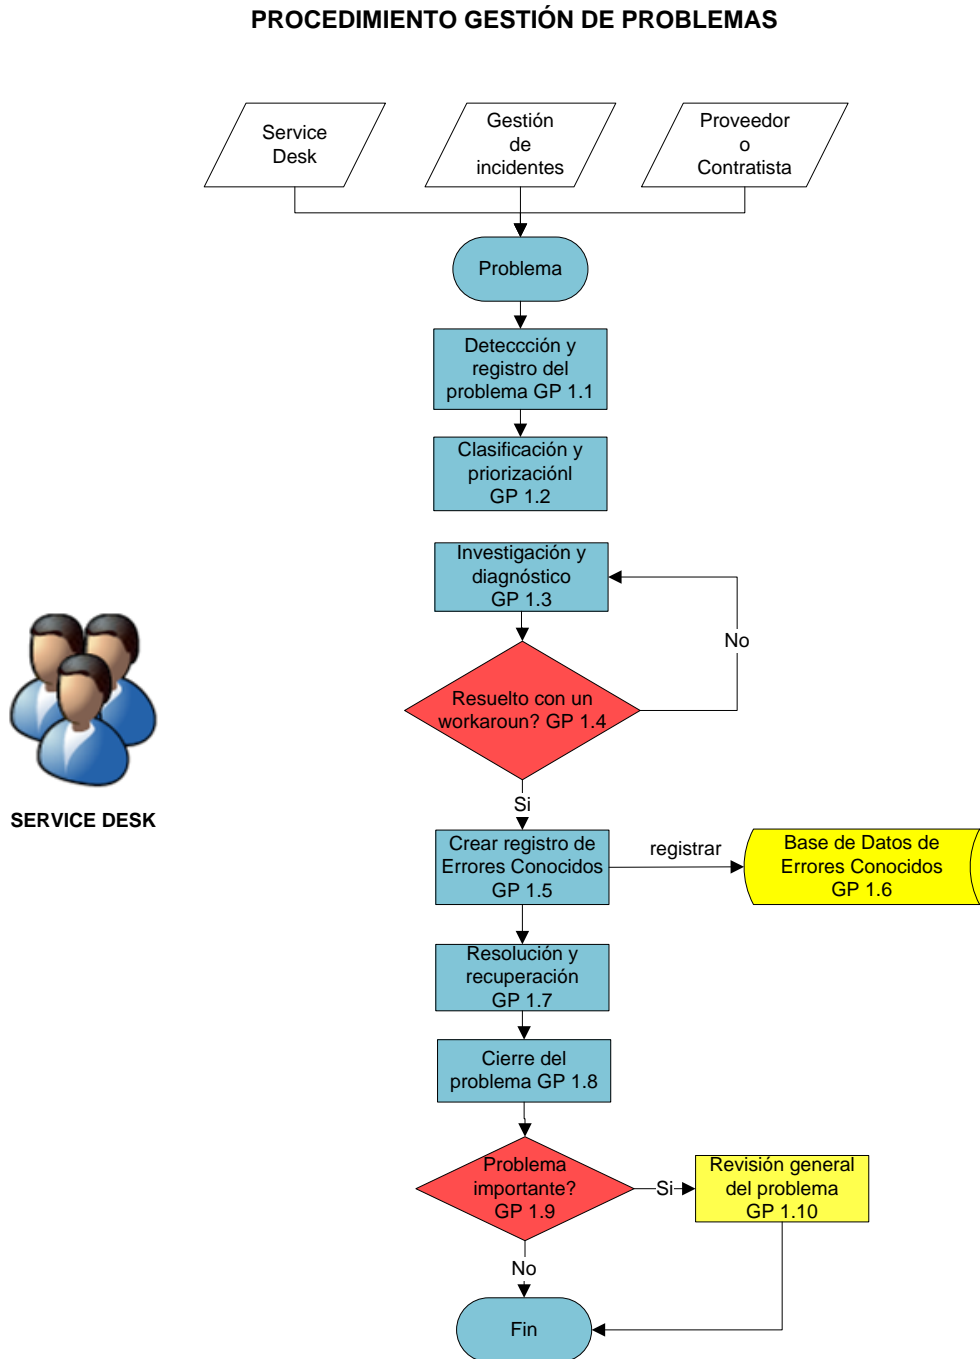 PROCEDIMIENTO GESTIÓN DE PROBLEMAS
Service
Desk
Gestión
de
incidentes
Proveedor
o
Contratista
Problema
Deteccción y
registro del
problema GP 1.1
Clasificación y
priorizaciónl
GP 1.2
Investigación y
diagnóstico
GP 1.3
No
Resuelto con un
workaroun? GP 1.4
SERVICE DESK
Si
Crear registro de
Errores Conocidos
GP 1.5
registrar
Base de Datos de
Errores Conocidos
GP 1.6
Resolución y
recuperación
GP 1.7
Cierre del
problema GP 1.8
Problema
importante?
GP 1.9
Si
Revisión general
del problema
GP 1.10
No
Fin